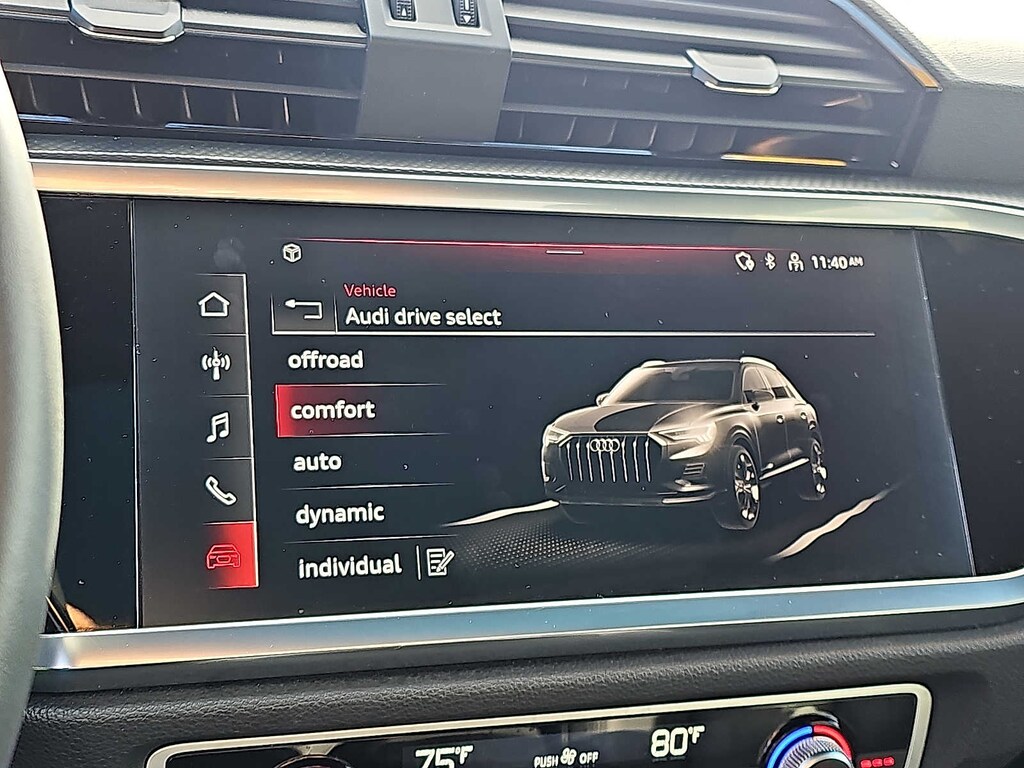 11:40 AM
Vehicle
Audi drive select
offroad
comfort
auto
dynamic
individual
75°F
PUSH OFF
80°F